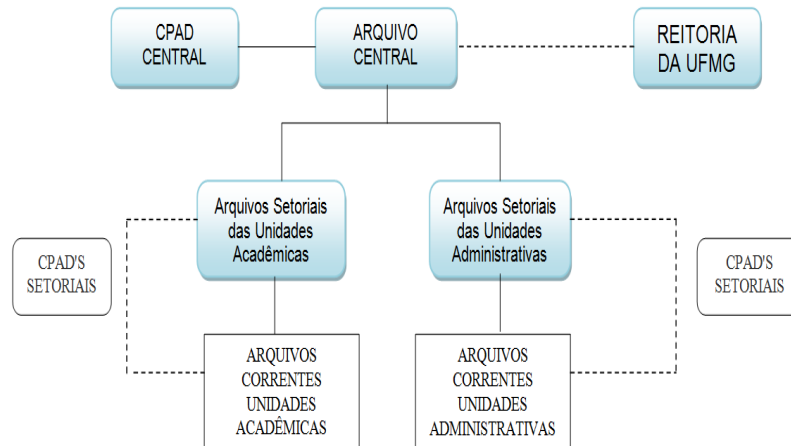 CPAD
CENTRAL
ARQUIVO
CENTRAL
REITORIA
DA UFMG
Arquivos Setoriais
das Unidades
Acadêmicas
Arquivos Setoriais
das Unidades
Administrativas
CPAD'S
SETORIAIS
CPAD'S
SETORIAIS
ARQUIVOS
CORRENTES
UNIDADES
ACADÊMICAS
ARQUIVOS
CORRENTES
UNIDADES
ADMINISTRATIVAS